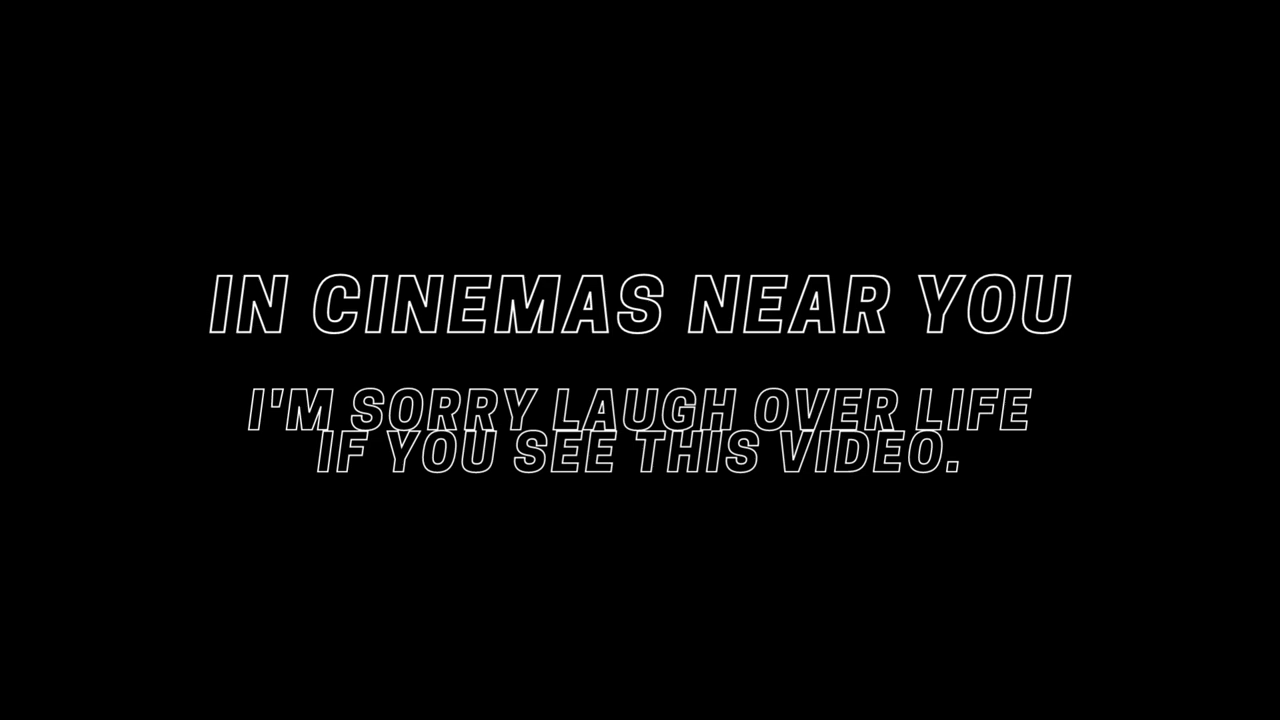 IN CINEMAS NEAR YOU
I'M SORRY LAUGH OVER LIFE
IF YOU SEE THIS VIDEO.